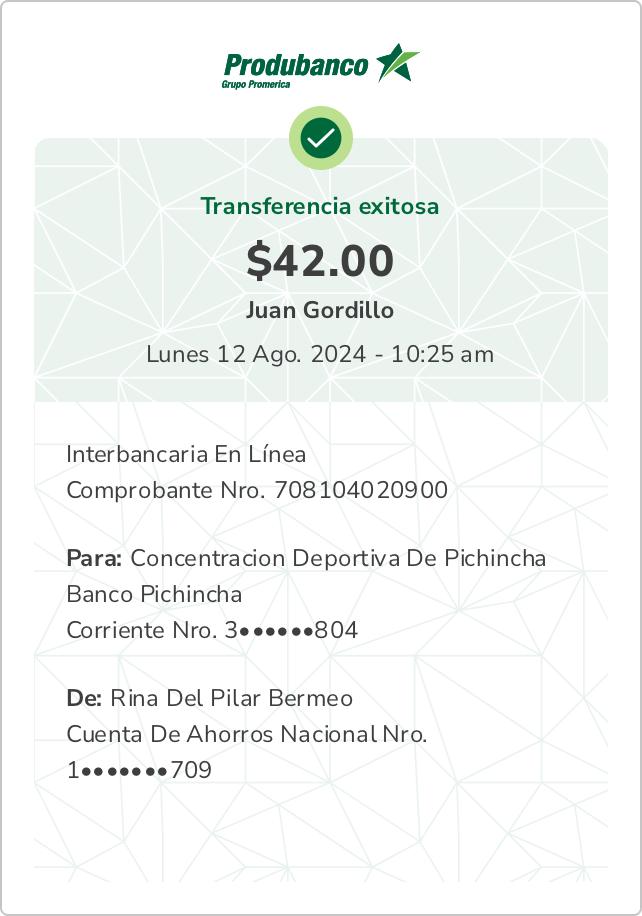 Produbanco
Grupo Promerica
Transferencia exitosa
$42.00
Juan Gordillo
Lunes 12 Ago. 2024 - 10:25 am
Interbancaria En Línea
Comprobante Nro. 708104020900
Para: Concentracion Deportiva De Pichincha
Banco Pichincha
Corriente Nro. 3••••••804
De: Rina Del Pilar Bermeo
Cuenta De Ahorros Nacional Nro.
1•••••••709